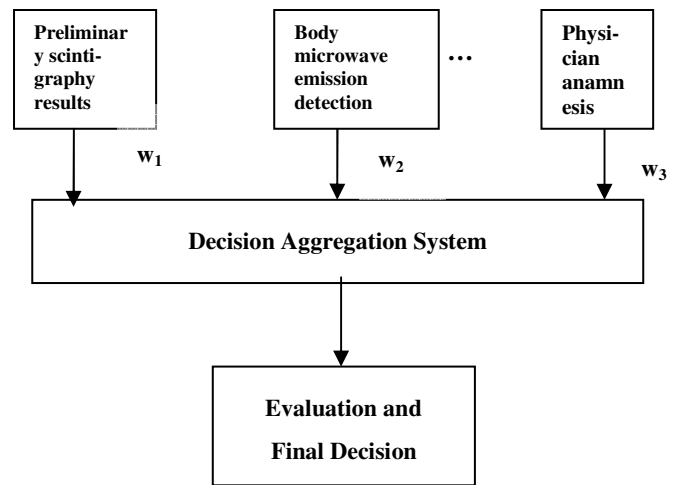 Preliminar
y scinti-
graphy
results
Body
microwave
emission
detection
...
Physi-
cian
anamn
esis
w1
w2
w3
Decision Aggregation System
Evaluation and
Final Decision